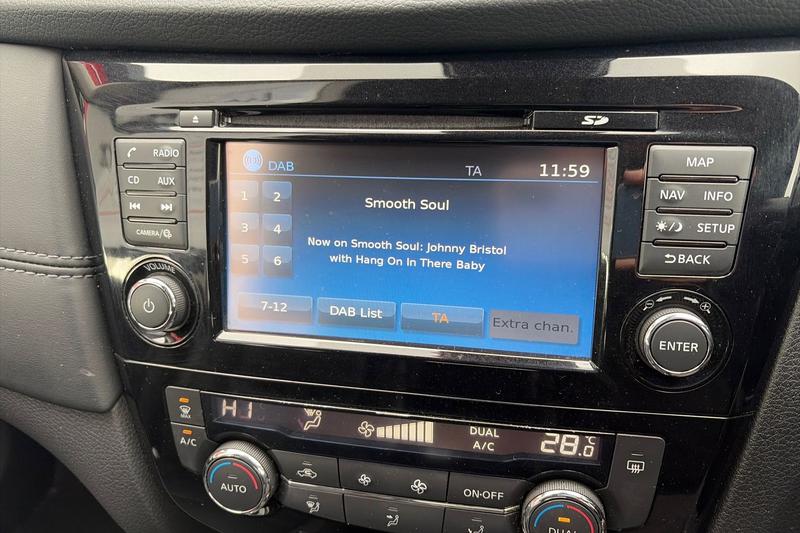 SD
RADIO
CD AUX
CAMERA/
VOLUME
DAB TA 11:59
1 2
3 4
5 6
Smooth Soul
Now on Smooth Soul: Johnny Bristol
with Hang On In There Baby
7-12 DAB List TA Extra chan.
MAP
NAV INFO
SETUP
BACK
ENTER
MAX
A/C
HI
DUAL
A/C
28.0°C
AUTO
ON·OFF
DUAL